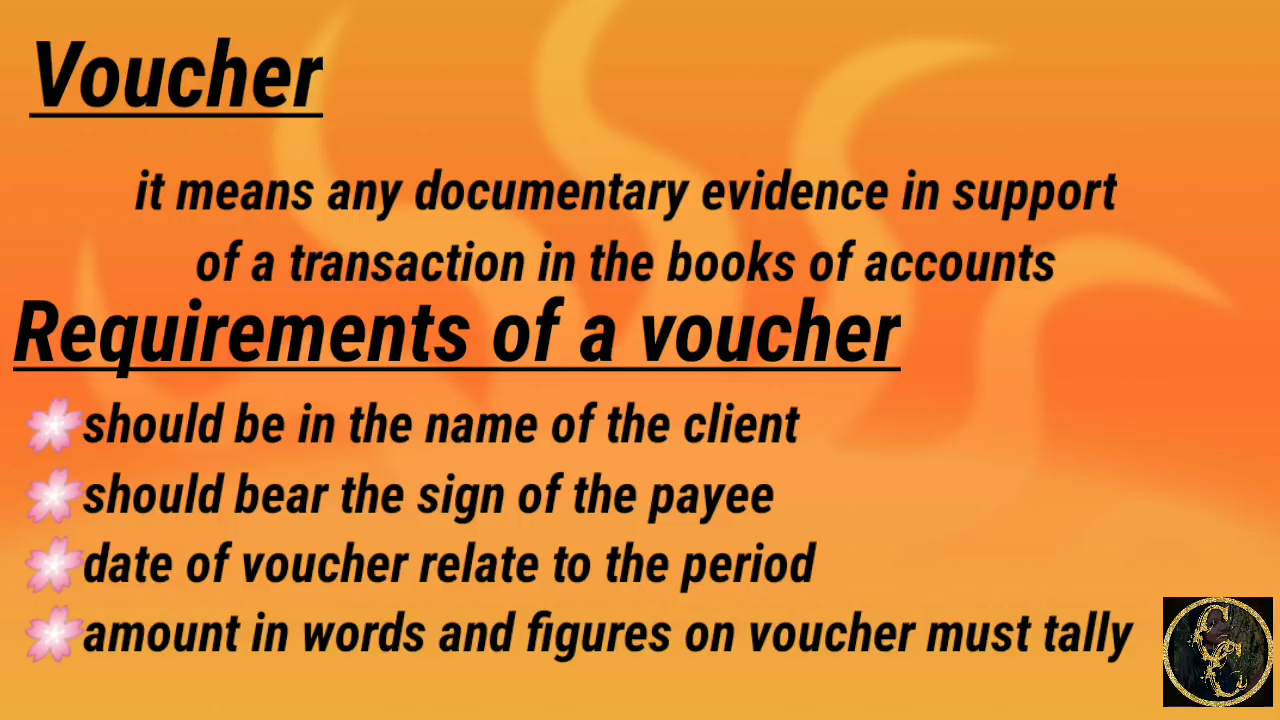 Voucher
it means any documentary evidence in support
of a transaction in the books of accounts
Requirements of a voucher
🌸should be in the name of the client
🌸should bear the sign of the payee
🌸date of voucher relate to the period
🌸amount in words and figures on voucher must tally